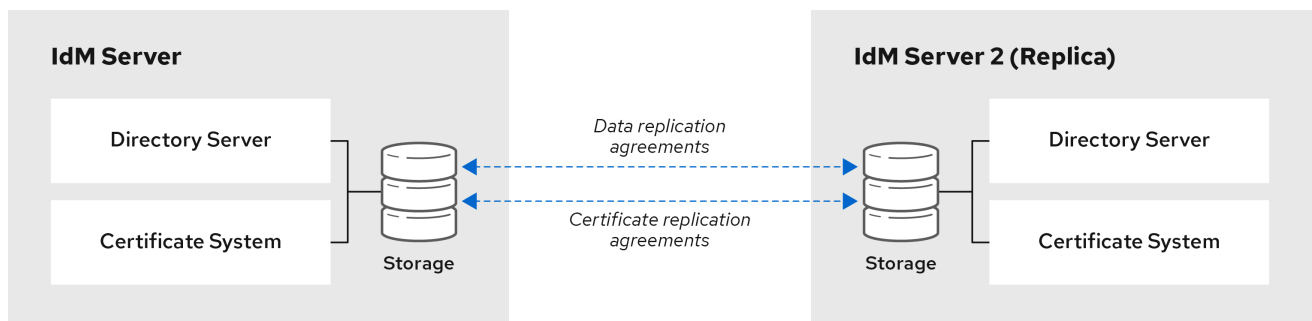 IdM Server
Directory Server
Certificate System
Storage
Data replication
agreements
Certificate replication
agreements
IdM Server 2 (Replica)
Storage
Directory Server
Certificate System